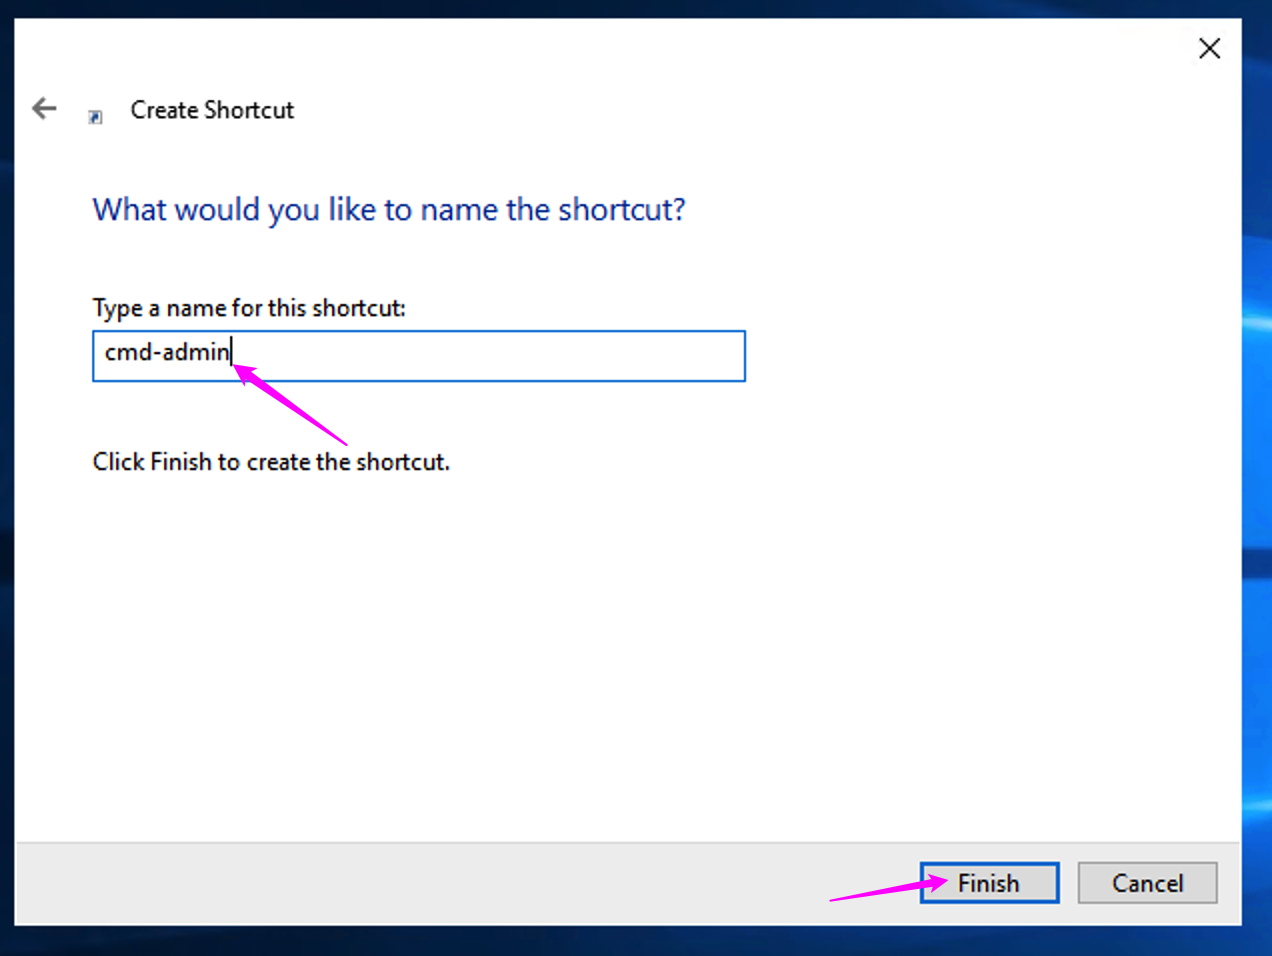 Create Shortcut
What would you like to name the shortcut?
Type a name for this shortcut:
cmd-admin
Click Finish to create the shortcut.
Finish
Cancel